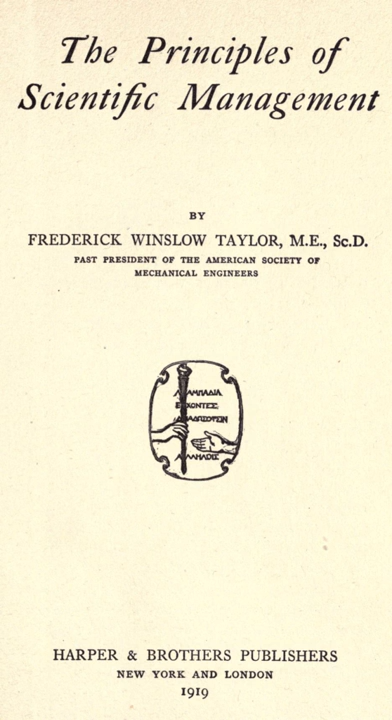 The Principles of
Scientific Management
BY
FREDERICK WINSLOW TAYLOR, M.E., Sc.D.
PAST PRESIDENT OF THE AMERICAN SOCIETY OF
MECHANICAL ENGINEERS
HARPER & BROTHERS PUBLISHERS
NEW YORK AND LONDON
1919